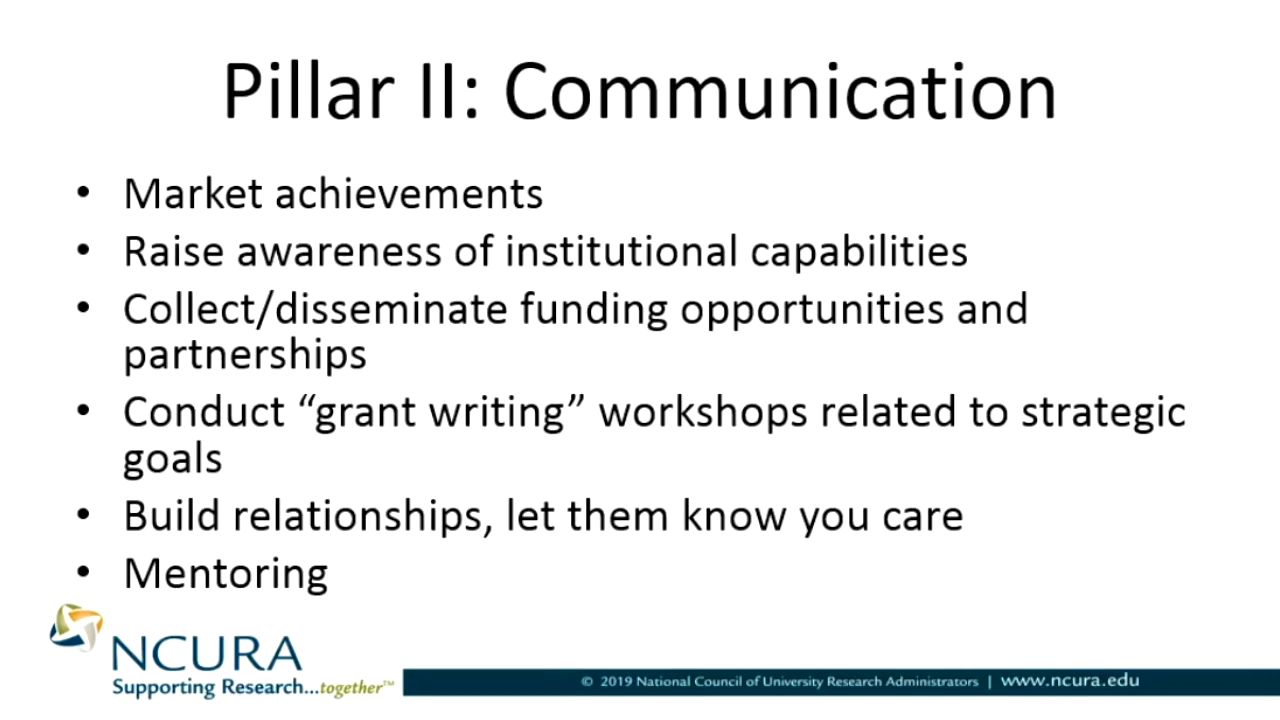 Pillar II: Communication
• Market achievements
• Raise awareness of institutional capabilities
• Collect/disseminate funding opportunities and
partnerships
• Conduct “grant writing” workshops related to strategic
goals
• Build relationships, let them know you care
• Mentoring
NCURA
Supporting Research...together™
© 2019 National Council of University Research Administrators | www.ncura.edu